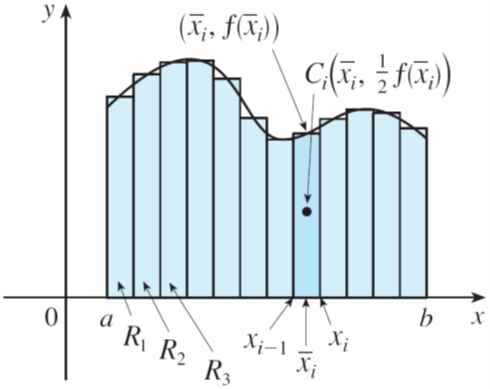 y
(x̄ᵢ, f(x̄ᵢ))
Cᵢ(x̄ᵢ, ½ f(x̄ᵢ))
0 a R₁ R₂ R₃ xᵢ₋₁ x̄ᵢ xᵢ b x